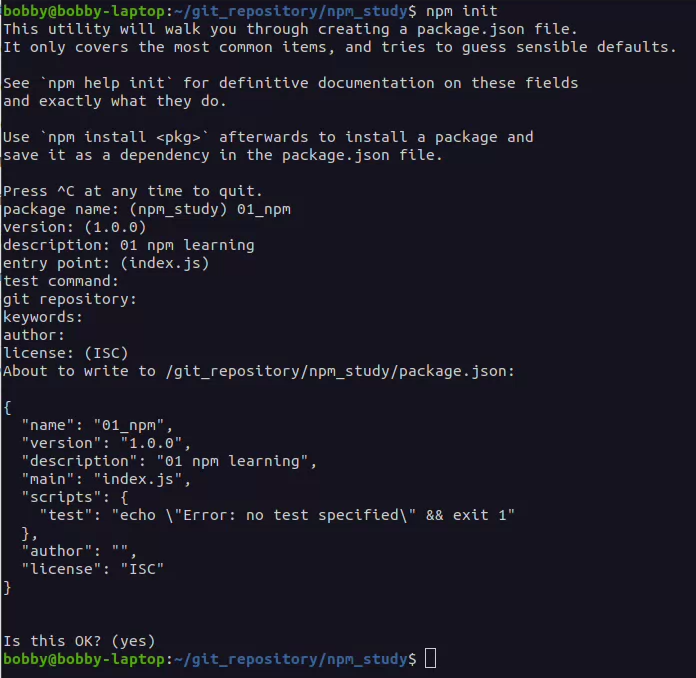 bobby@bobby-laptop:~/git_repository/npm_study$ npm init
This utility will walk you through creating a package.json file.
It only covers the most common items, and tries to guess sensible defaults.
See `npm help init` for definitive documentation on these fields
and exactly what they do.
Use `npm install <pkg>` afterwards to install a package and
save it as a dependency in the package.json file.
Press ^C at any time to quit.
package name: (npm_study) 01_npm
version: (1.0.0)
description: 01 npm learning
entry point: (index.js)
test command:
git repository:
keywords:
author:
license: (ISC)
About to write to /git_repository/npm_study/package.json:
{
  "name": "01_npm",
  "version": "1.0.0",
  "description": "01 npm learning",
  "main": "index.js",
  "scripts": {
    "test": "echo \"Error: no test specified\" && exit 1"
  },
  "author": "",
  "license": "ISC"
}
Is this OK? (yes)
bobby@bobby-laptop:~/git_repository/npm_study$